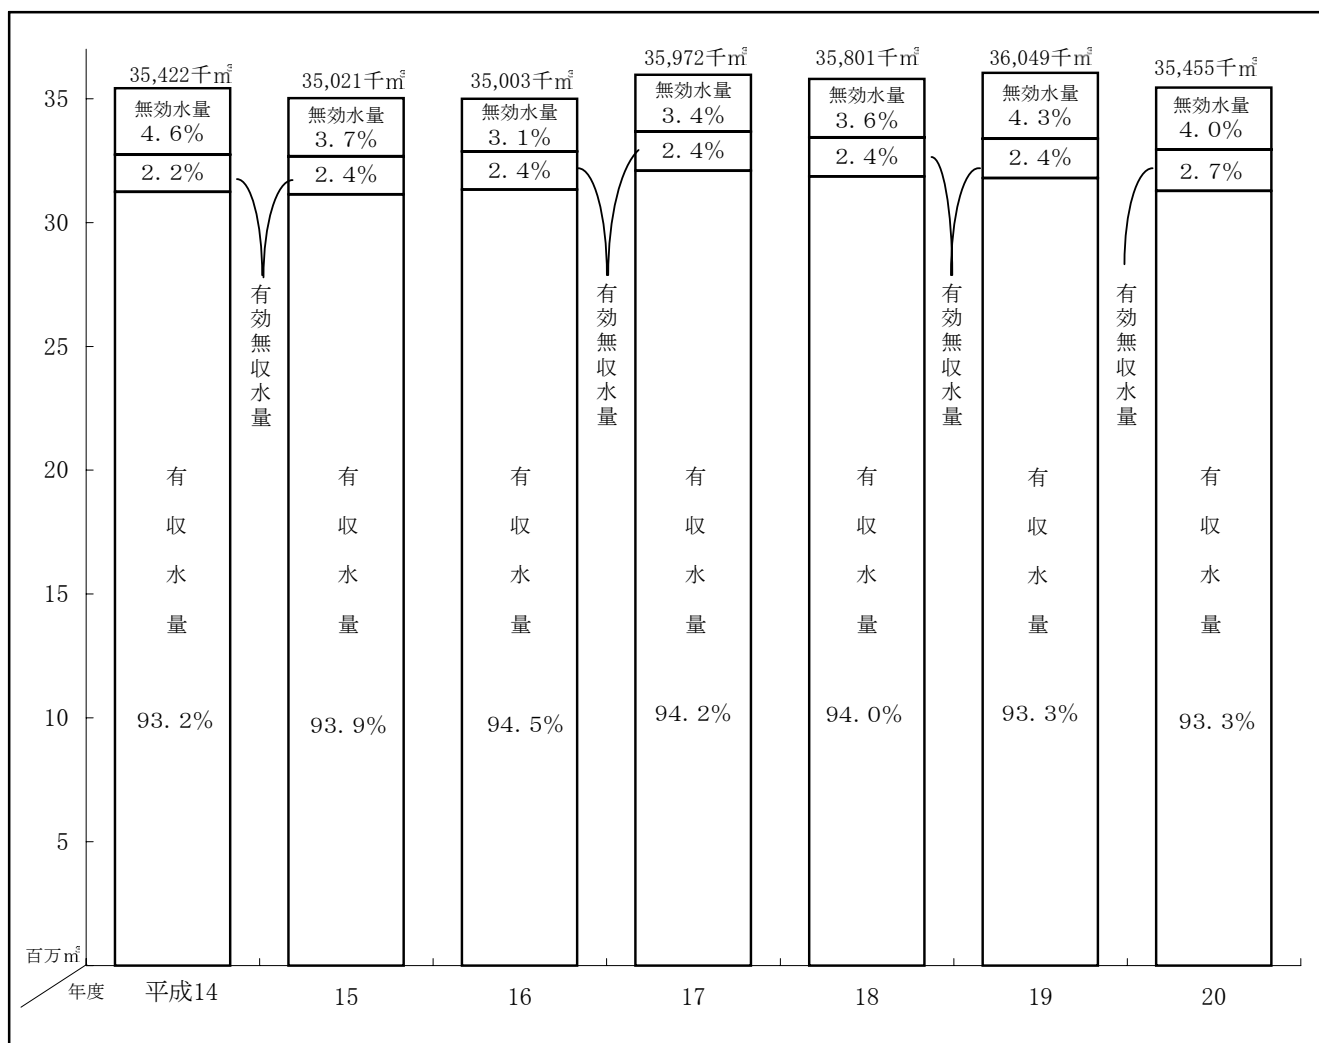 35,422千㎥
35,021千㎥
35,003千㎥
35,972千㎥
35,801千㎥
36,049千㎥
35,455千㎥
無効水量
4.6%
無効水量
3.7%
無効水量
3.1%
無効水量
3.4%
無効水量
3.6%
無効水量
4.3%
無効水量
4.0%
2.2%
2.4%
2.4%
2.4%
2.4%
2.4%
2.7%
有効無収水量
有効無収水量
有効無収水量
有効無収水量
有収水量
有収水量
有収水量
有収水量
有収水量
有収水量
有収水量
93.2%
93.9%
94.5%
94.2%
94.0%
93.3%
93.3%
35
30
25
20
15
10
5
百万㎥
年度
平成14
15
16
17
18
19
20